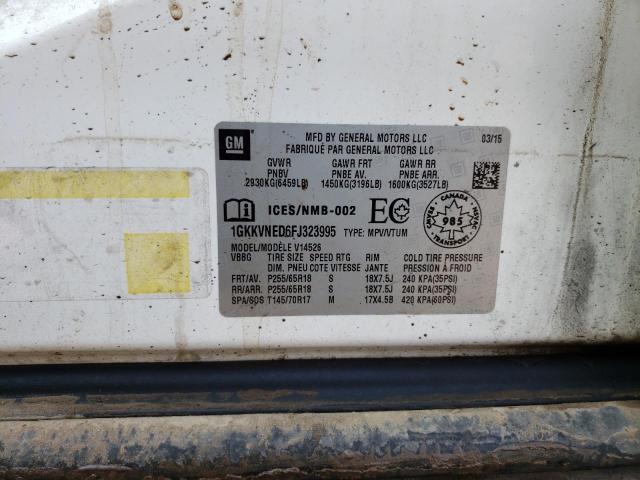 GM
MFD BY GENERAL MOTORS LLC
FABRIQUÉ PAR GENERAL MOTORS LLC
03/15
GVWR GAWR FRT GAWR RR
PNBV PNBE AV. PNBE ARR.
2930KG(6459LB) 1450KG(3196LB) 1600KG(3527LB)
ICES/NMB-002 EC
CMVSS NSVAC
985
CANADA
1GKKVNED6FJ323995 TYPE: MPV/VTUM
MODEL/MODÈLE V14526
VBBG TIRE SIZE SPEED RTG RIM COLD TIRE PRESSURE
DIM. PNEU COTE VITESSE JANTE PRESSION À FROID
FRT/AV. P255/65R18 S 18X7.5J 240 KPA(35PSI)
RR/ARR. P255/65R18 S 18X7.5J 240 KPA(35PSI)
SPA/SOS T145/70R17 M 17X4.5B 420 KPA(60PSI)